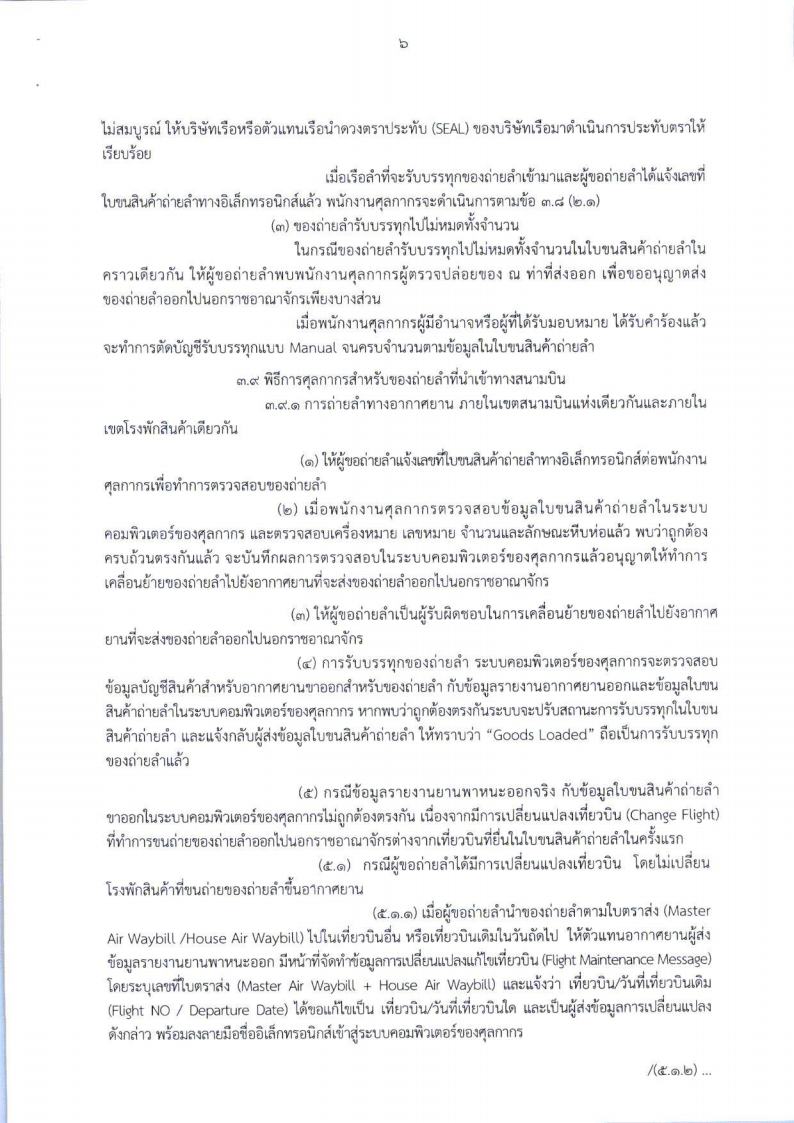 ๖
ไม่สมบูรณ์ ให้บริษัทเรือหรือตัวแทนเรือนำดวงตราประทับ (SEAL) ของบริษัทเรือมาดำเนินการประทับตราให้
เรียบร้อย
เมื่อเรือลำที่จะรับบรรทุกของถ่ายลำเข้ามาและผู้ขอถ่ายลำได้แจ้งเลขที่
ใบขนสินค้าถ่ายลำทางอิเล็กทรอนิกส์แล้ว พนักงานศุลกากรจะดำเนินการตามข้อ ๓.๘ (๒.๑)
(๓) ของถ่ายลำรับบรรทุกไปไม่หมดทั้งจำนวน
ในกรณีของถ่ายลำรับบรรทุกไปไม่หมดทั้งจำนวนในใบขนสินค้าถ่ายลำใน
คราวเดียวกัน ให้ผู้ขอถ่ายลำพบพนักงานศุลกากรผู้ตรวจปล่อยของ ณ ท่าที่ส่งออก เพื่อขออนุญาตส่ง
ของถ่ายลำออกไปนอกราชอาณาจักรเพียงบางส่วน
เมื่อพนักงานศุลกากรผู้มีอำนาจหรือผู้ที่ได้รับมอบหมาย ได้รับคำร้องแล้ว
จะทำการตัดบัญชีรับบรรทุกแบบ Manual จนครบจำนวนตามข้อมูลในใบขนสินค้าถ่ายลำ
๓.๙ พิธีการศุลกากรสำหรับของถ่ายลำที่นำเข้าทางสนามบิน
๓.๙.๑ การถ่ายลำทางอากาศยาน ภายในเขตสนามบินแห่งเดียวกันและภายใน
เขตโรงพักสินค้าเดียวกัน
(๑) ให้ผู้ขอถ่ายลำแจ้งเลขที่ใบขนสินค้าถ่ายลำทางอิเล็กทรอนิกส์ต่อพนักงาน
ศุลกากรเพื่อทำการตรวจสอบของถ่ายลำ
(๒) เมื่อพนักงานศุลกากรตรวจสอบข้อมูลใบขนสินค้าถ่ายลำในระบบ
คอมพิวเตอร์ของศุลกากร และตรวจสอบเครื่องหมาย เลขหมาย จำนวนและลักษณะหีบห่อแล้ว พบว่าถูกต้อง
ครบถ้วนตรงกันแล้ว จะบันทึกผลการตรวจสอบในระบบคอมพิวเตอร์ของศุลกากรแล้วอนุญาตให้ทำการ
เคลื่อนย้ายของถ่ายลำไปยังอากาศยานที่จะส่งของถ่ายลำออกไปนอกราชอาณาจักร
(๓) ให้ผู้ขอถ่ายลำเป็นผู้รับผิดชอบในการเคลื่อนย้ายของถ่ายลำไปยังอากาศ
ยานที่จะส่งของถ่ายลำออกไปนอกราชอาณาจักร
(๔) การรับบรรทุกของถ่ายลำ ระบบคอมพิวเตอร์ของศุลกากรจะตรวจสอบ
ข้อมูลบัญชีสินค้าสำหรับอากาศยานขาออกสำหรับของถ่ายลำ กับข้อมูลรายงานอากาศยานออกและข้อมูลใบขน
สินค้าถ่ายลำในระบบคอมพิวเตอร์ของศุลกากร หากพบว่าถูกต้องตรงกันระบบจะปรับสถานะการรับบรรทุกในใบขน
สินค้าถ่ายลำ และแจ้งกลับผู้ส่งข้อมูลใบขนสินค้าถ่ายลำ ให้ทราบว่า “Goods Loaded” ถือเป็นการรับบรรทุก
ของถ่ายลำแล้ว
(๕) กรณีข้อมูลรายงานยานพาหนะออกจริง กับข้อมูลใบขนสินค้าถ่ายลำ
ขาออกในระบบคอมพิวเตอร์ของศุลกากรไม่ถูกต้องตรงกัน เนื่องจากมีการเปลี่ยนแปลงเที่ยวบิน (Change Flight)
ที่ทำการขนถ่ายของถ่ายลำออกไปนอกราชอาณาจักรต่างจากเที่ยวบินที่ยื่นในใบขนสินค้าถ่ายลำในครั้งแรก
(๕.๑) กรณีผู้ขอถ่ายลำได้มีการเปลี่ยนแปลงเที่ยวบิน โดยไม่เปลี่ยน
โรงพักสินค้าที่ขนถ่ายของถ่ายลำขึ้นอากาศยาน
(๕.๑.๑) เมื่อผู้ขอถ่ายลำนำของถ่ายลำตามใบตราส่ง (Master
Air Waybill /House Air Waybill) ไปในเที่ยวบินอื่น หรือเที่ยวบินเดิมในวันถัดไป ให้ตัวแทนอากาศยานผู้ส่ง
ข้อมูลรายงานยานพาหนะออก มีหน้าที่จัดทำข้อมูลการเปลี่ยนแปลงแก้ไขเที่ยวบิน (Flight Maintenance Message)
โดยระบุเลขที่ใบตราส่ง (Master Air Waybill + House Air Waybill) และแจ้งว่า เที่ยวบิน/วันที่เที่ยวบินเดิม
(Flight NO / Departure Date) ได้ขอแก้ไขเป็น เที่ยวบิน/วันที่เที่ยวบินใด และเป็นผู้ส่งข้อมูลการเปลี่ยนแปลง
ดังกล่าว พร้อมลงลายมือชื่ออิเล็กทรอนิกส์เข้าสู่ระบบคอมพิวเตอร์ของศุลกากร
/(๕.๑.๒) ...